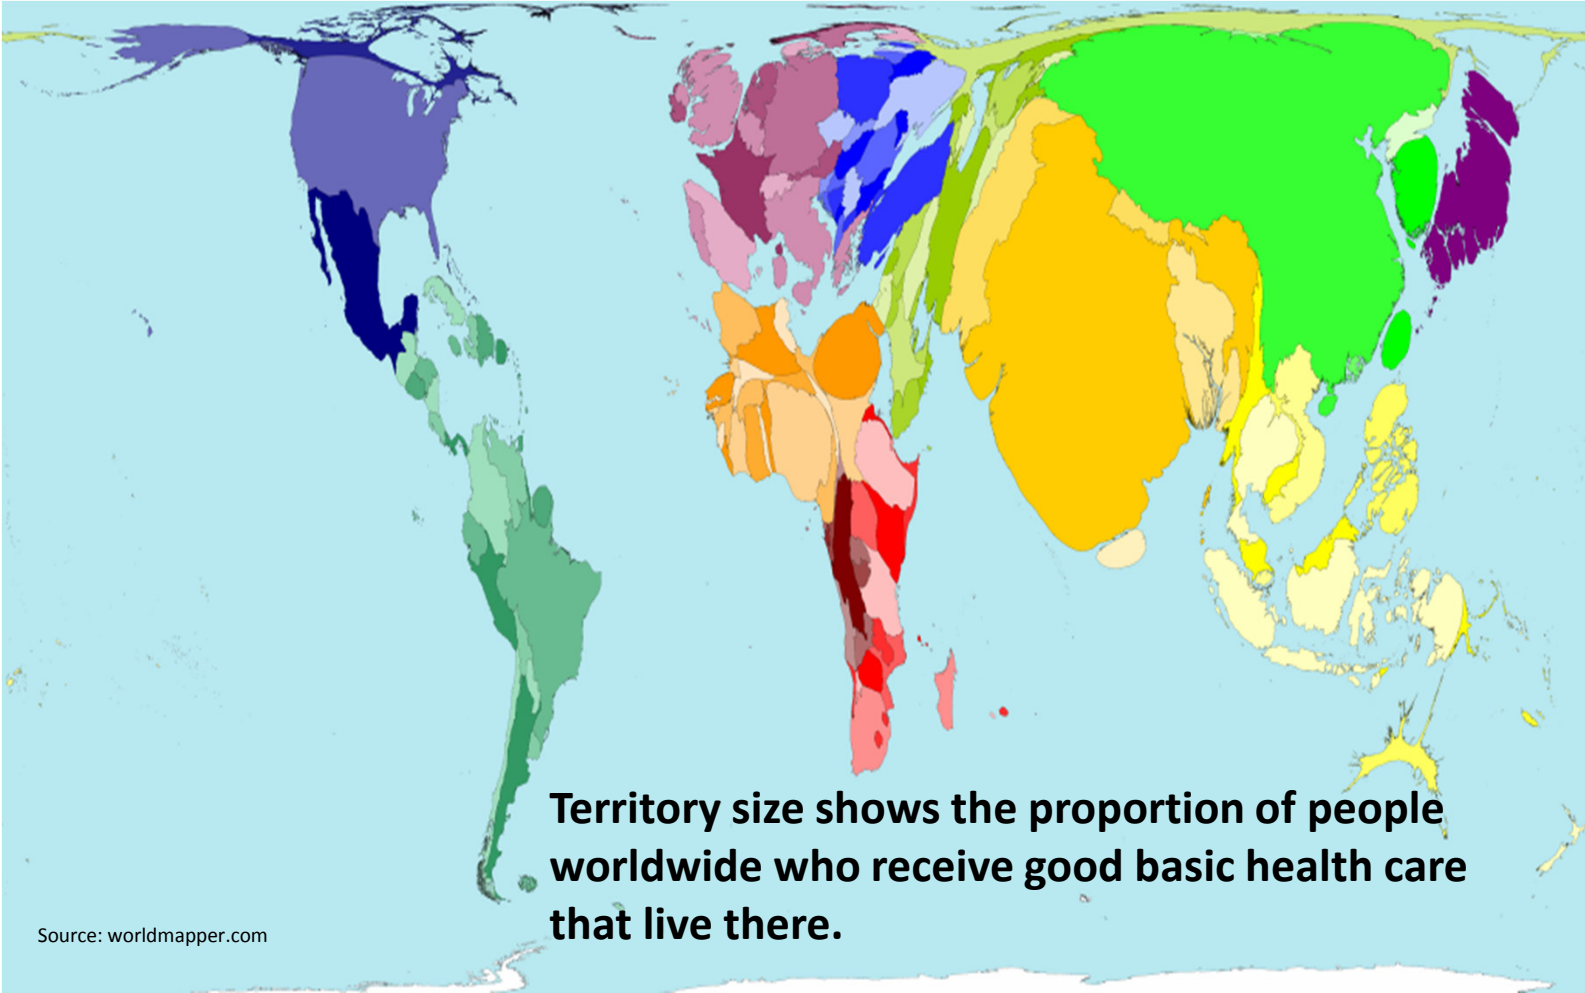 Territory size shows the proportion of people
worldwide who receive good basic health care
that live there.
Source: worldmapper.com